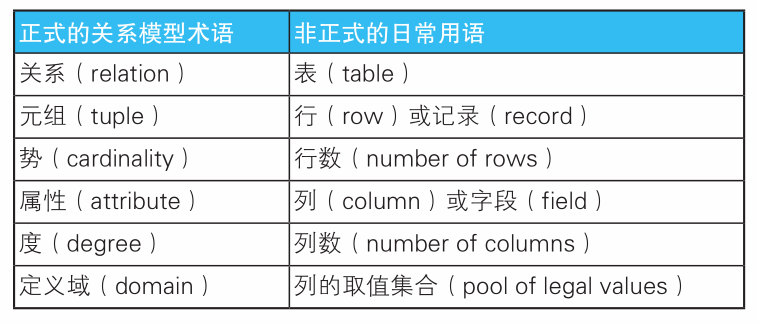 正式的关系模型术语 非正式的日常用语
关系（relation） 表（table）
元组（tuple） 行（row）或记录（record）
势（cardinality） 行数（number of rows）
属性（attribute） 列（column）或字段（field）
度（degree） 列数（number of columns）
定义域（domain） 列的取值集合（pool of legal values）